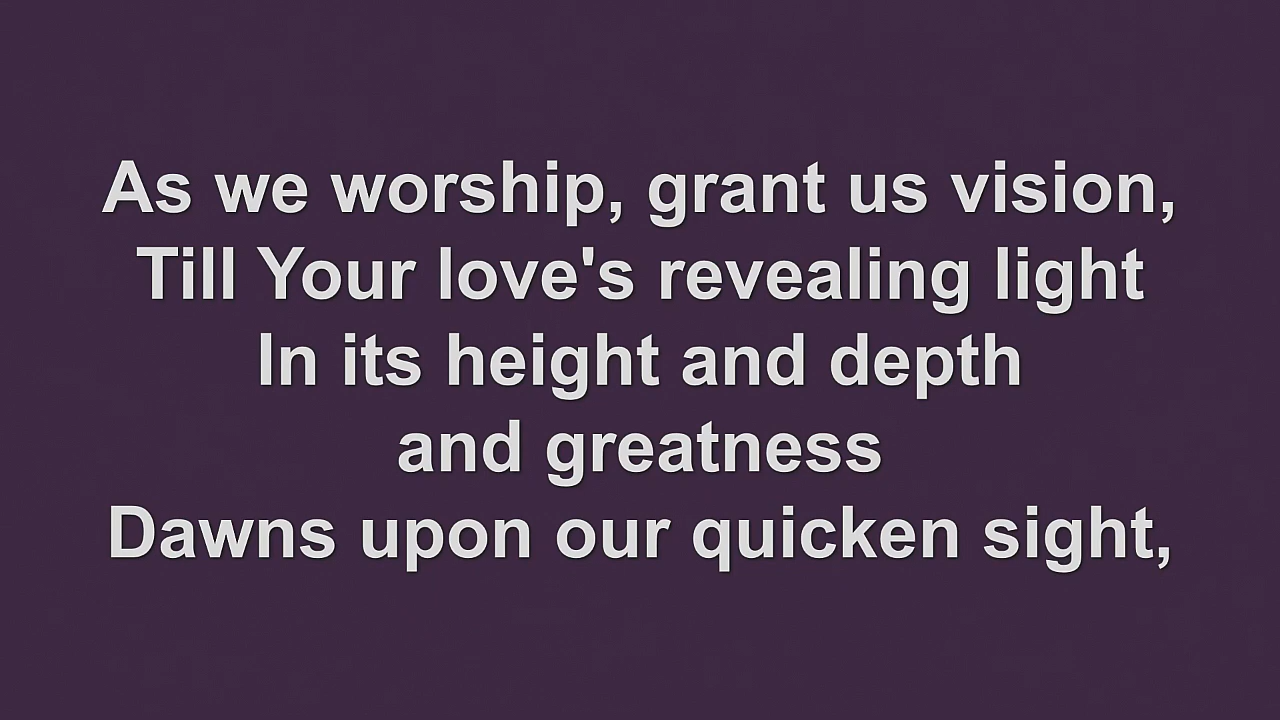 As we worship, grant us vision,
Till Your love's revealing light
In its height and depth
and greatness
Dawns upon our quicken sight,